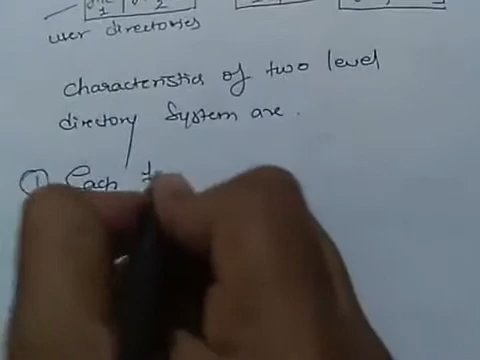 user directories
characteristics of two level
directory System are.
① Each